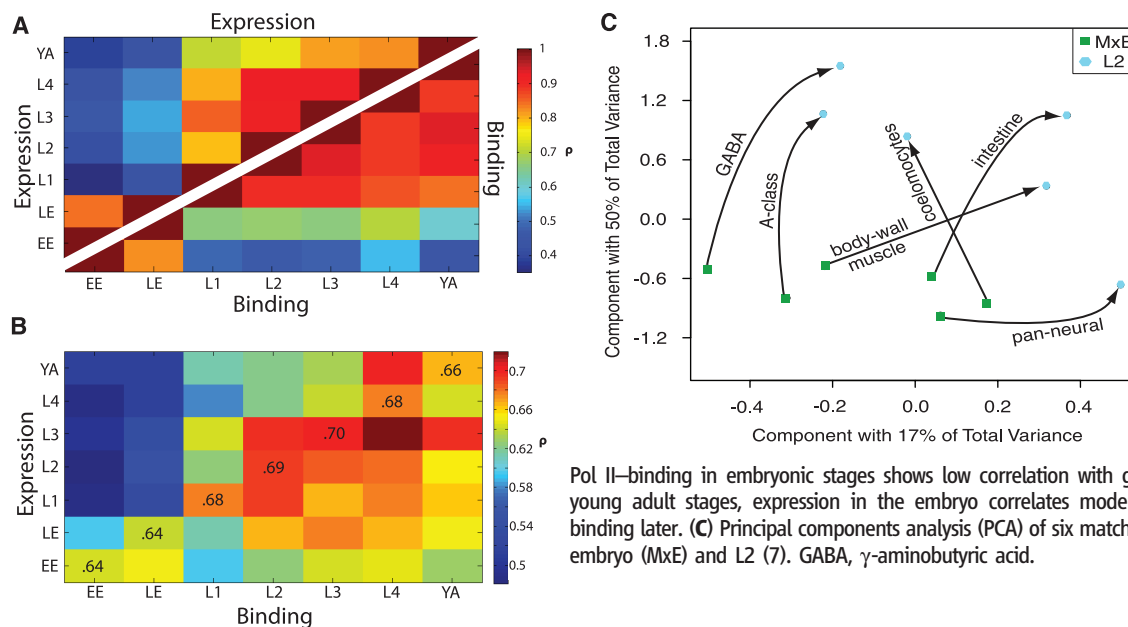 A
Expression
YA
L4
L3
L2
L1
LE
EE
Expression
Binding
EE LE L1 L2 L3 L4 YA
Binding
1
0.9
0.8
0.7
0.6
0.5
0.4
ρ
B
YA
L4
L3
L2
L1
LE
EE
Expression
.66
.68
.70
.69
.68
.64
.64
EE LE L1 L2 L3 L4 YA
Binding
0.7
0.66
0.62
0.58
0.54
0.5
ρ
C
MxE
L2
1.8
1.2
0.6
0.0
-0.6
-1.2
Component with 50% of Total Variance
GABA
A-class
body-wall
muscle
coelomocytes
intestine
pan-neural
-0.4 -0.2 0.0 0.2 0.4
Component with 17% of Total Variance
Pol II–binding in embryonic stages shows low correlation with g
young adult stages, expression in the embryo correlates mode
binding later. (C) Principal components analysis (PCA) of six match
embryo (MxE) and L2 (7). GABA, γ-aminobutyric acid.